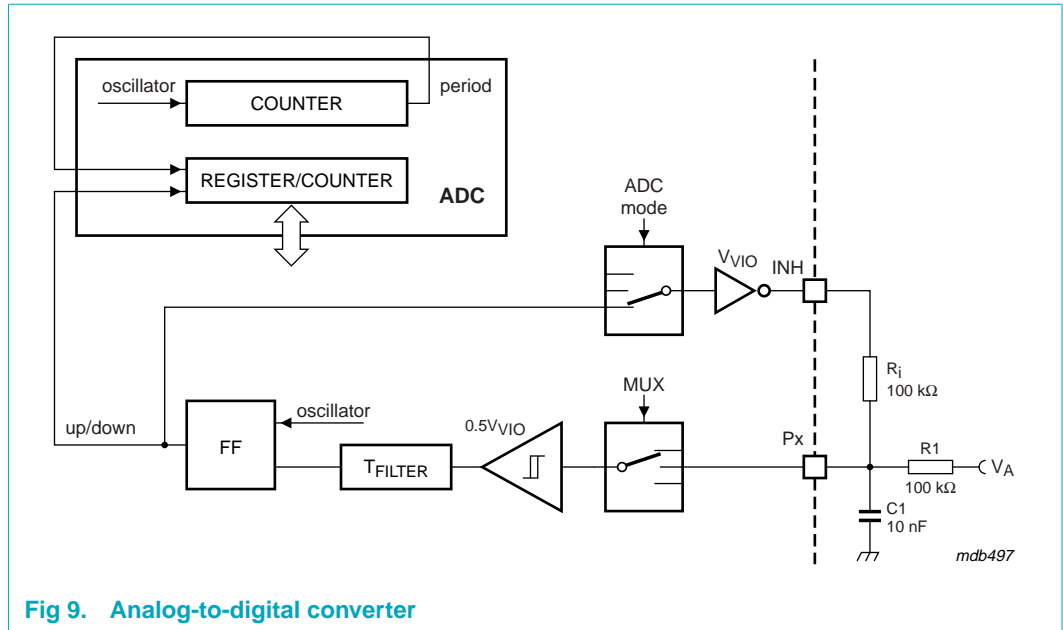 oscillator
COUNTER
period
REGISTER/COUNTER
ADC
ADC
mode
VVIO
INH
Ri
100 kΩ
MUX
oscillator
0.5VVIO
up/down
FF
TFILTER
Px
R1
100 kΩ
VA
C1
10 nF
mdb497
Fig 9. Analog-to-digital converter